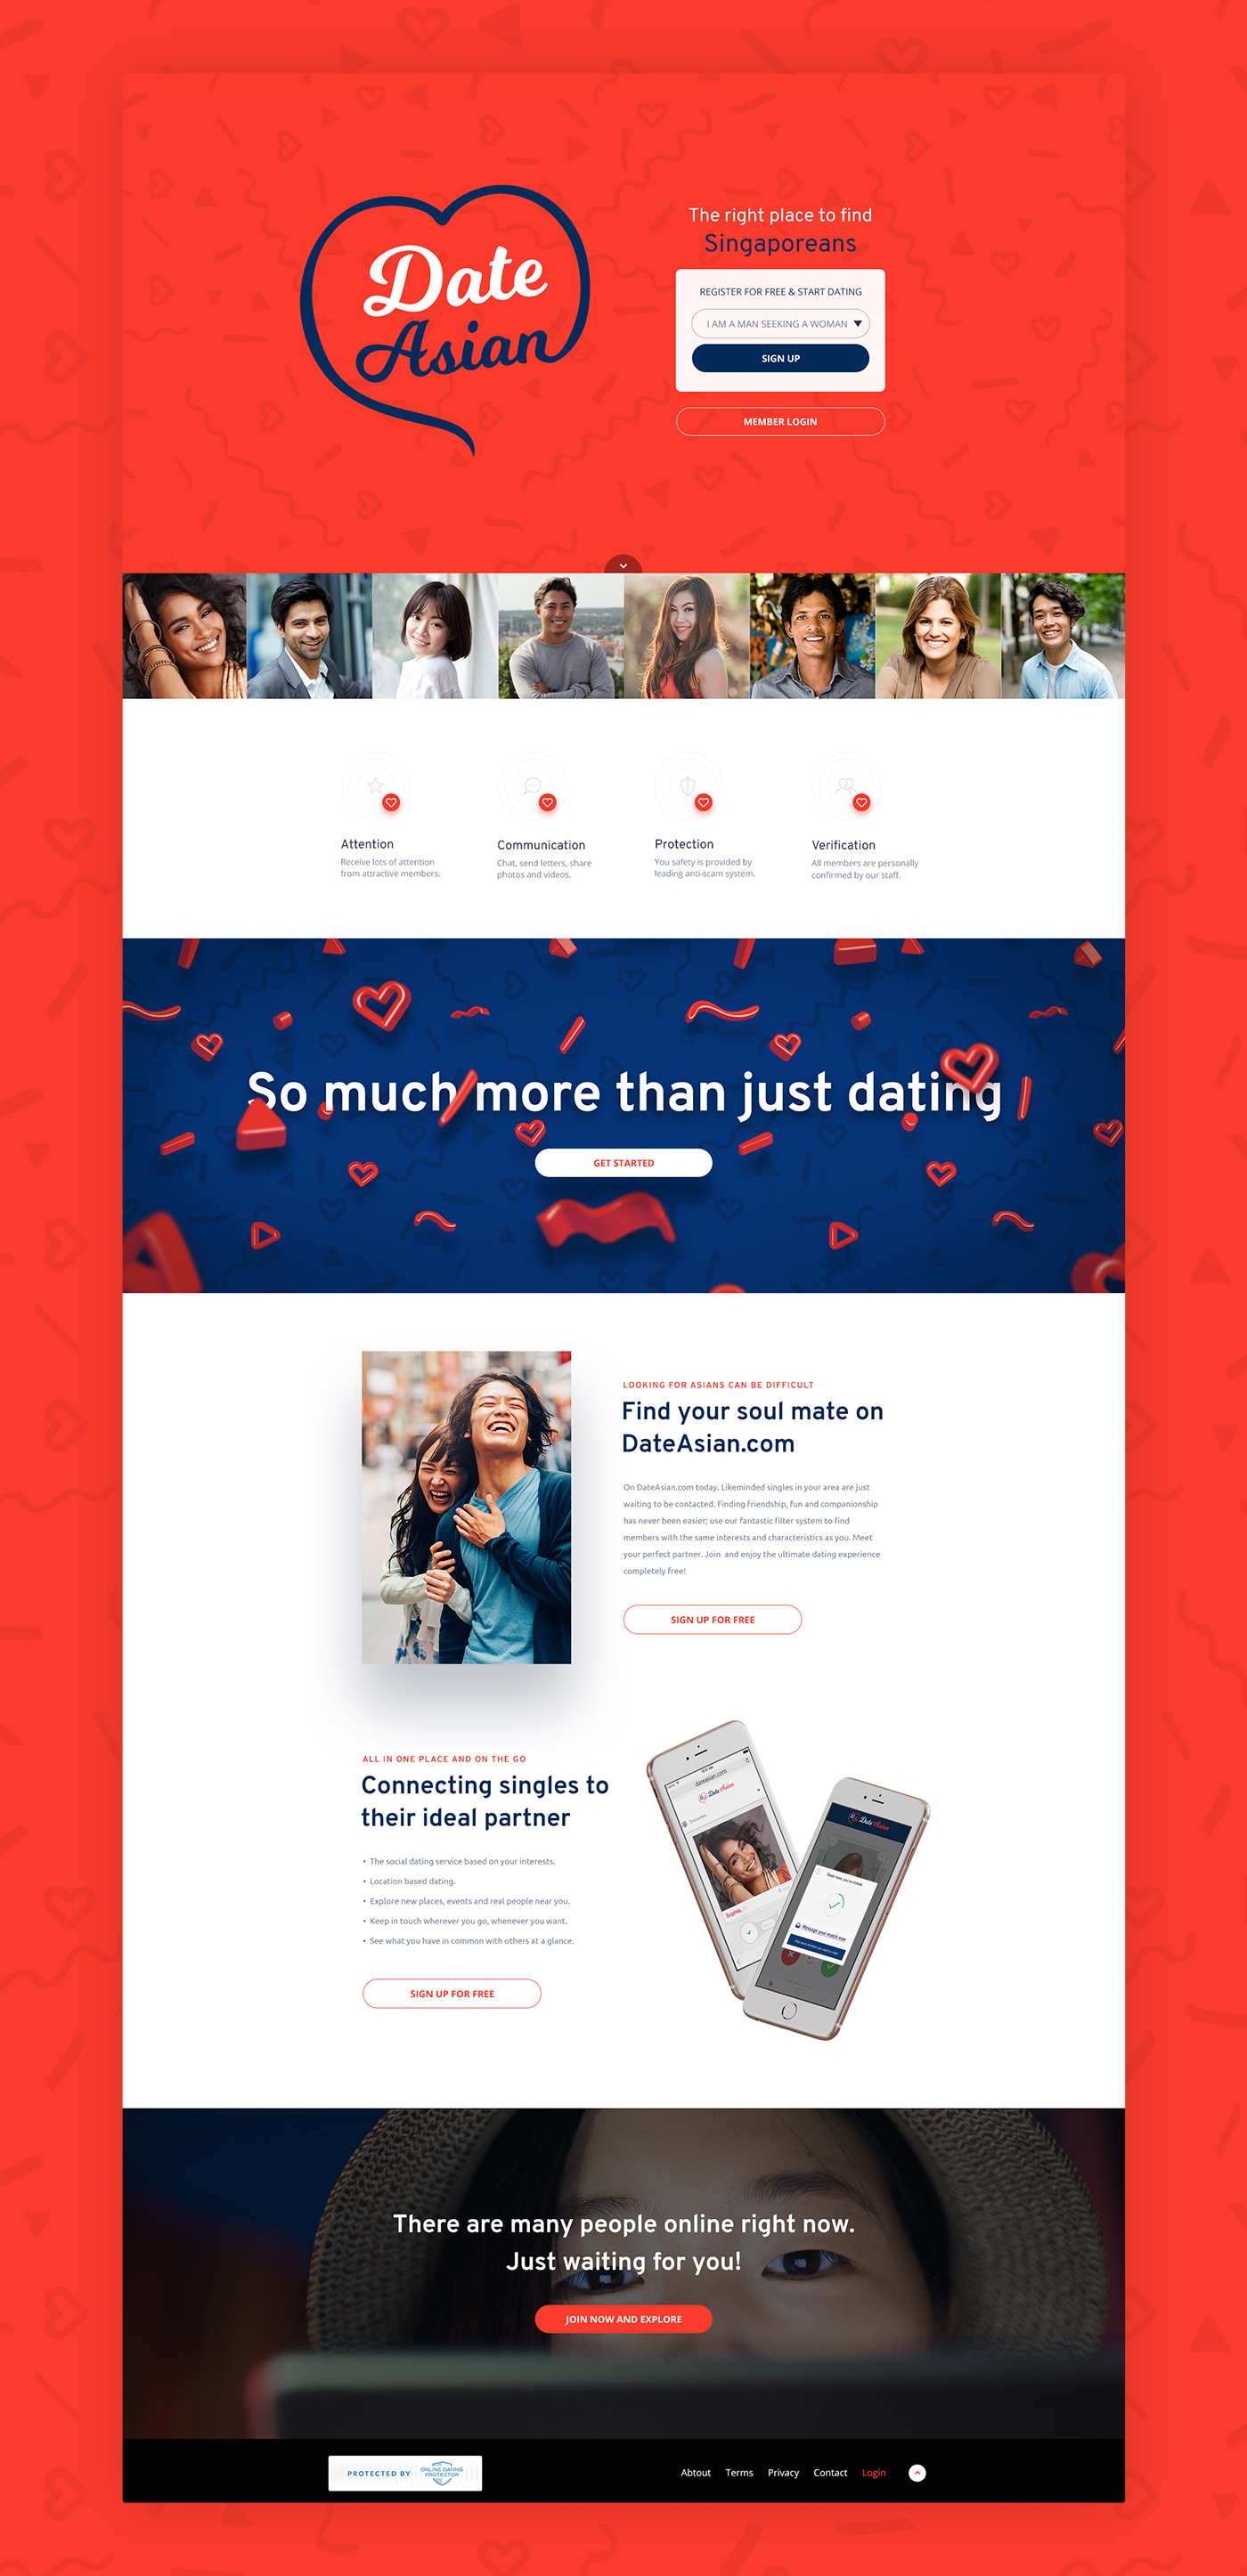 Date
Asian
The right place to find
Singaporeans
REGISTER FOR FREE & START DATING
I AM A MAN SEEKING A WOMAN
SIGN UP
MEMBER LOGIN
Attention
Receive lots of attention
from attractive members.
Communication
Chat, send letters, share
photos and videos.
Protection
You safety is provided by
leading anti-scam system.
Verification
All members are personally
confirmed by our staff.
So much more than just dating
GET STARTED
LOOKING FOR ASIANS CAN BE DIFFICULT
Find your soul mate on
DateAsian.com
On DateAsian.com today. Likeminded singles in your area are just
waiting to be contacted. Finding friendship, fun and companionship
has never been easier; use our fantastic filter system to find
members with the same interests and characteristics as you. Meet
your perfect partner. Join and enjoy the ultimate dating experience
completely free!
SIGN UP FOR FREE
ALL IN ONE PLACE AND ON THE GO
Connecting singles to
their ideal partner
• The social dating service based on your interests.
• Location based dating.
• Explore new places, events and real people near you.
• Keep in touch wherever you go, whenever you want.
• See what you have in common with others at a glance.
SIGN UP FOR FREE
dateasian.com
Date Asian
Sophie,
Date Asian
Message your match now
There are many people online right now.
Just waiting for you!
JOIN NOW AND EXPLORE
PROTECTED BY
ONLINE DATING
PROTECTOR
Abtout
Terms
Privacy
Contact
Login